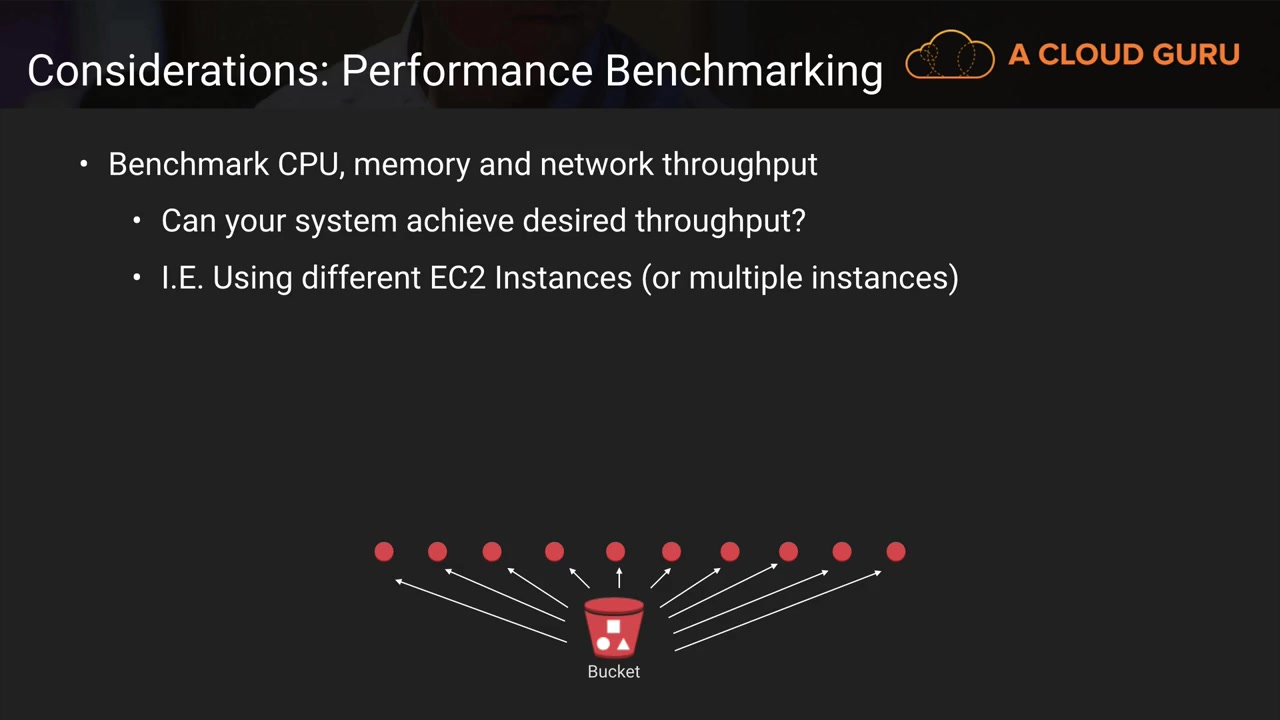 Considerations: Performance Benchmarking
A CLOUD GURU
• Benchmark CPU, memory and network throughput
• Can your system achieve desired throughput?
• I.E. Using different EC2 Instances (or multiple instances)
Bucket